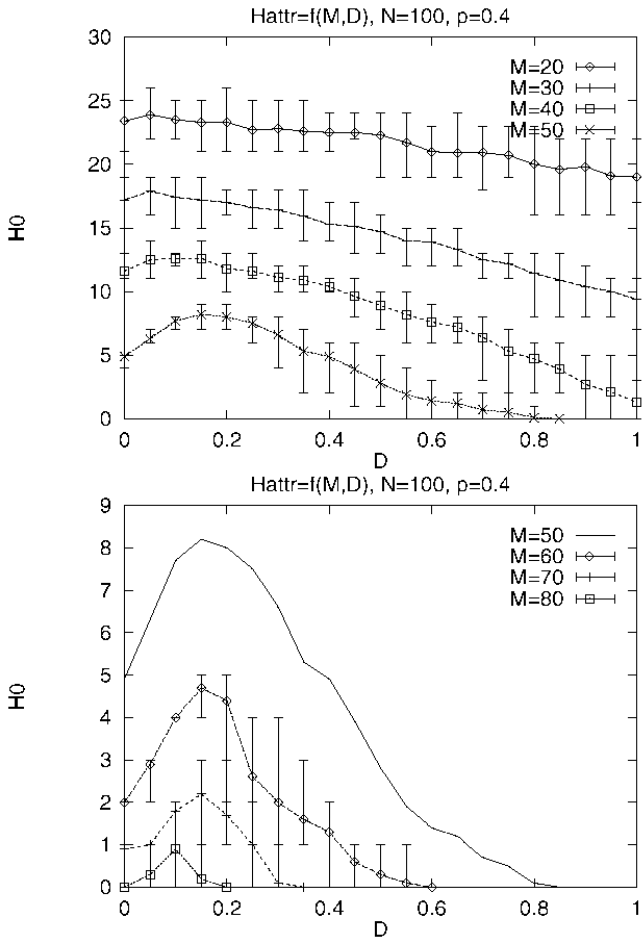 Hattr=f(M,D), N=100, p=0.4
30
25
20
15
10
5
0
H0
M=20
M=30
M=40
M=50
0 0.2 0.4 0.6 0.8 1
D
Hattr=f(M,D), N=100, p=0.4
9
8
7
6
5
4
3
2
1
0
H0
M=50
M=60
M=70
M=80
0 0.2 0.4 0.6 0.8 1
D